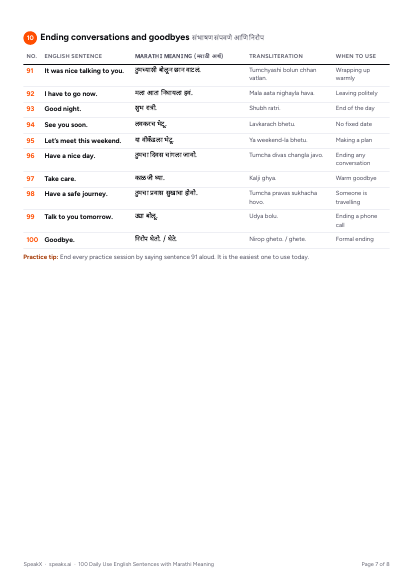 10 Ending conversations and goodbyes संभाषण संपवणे आणि निरोप
NO. ENGLISH SENTENCE MARATHI MEANING (मराठी अर्थ) TRANSLITERATION WHEN TO USE
91 It was nice talking to you. तुमच्याशी बोलून छान वाटलं. Tumchyashi bolun chhan vatlan. Wrapping up warmly
92 I have to go now. मला आता निघायला हवं. Mala aata nighayla hava. Leaving politely
93 Good night. शुभ रात्री. Shubh ratri. End of the day
94 See you soon. लवकरच भेटू. Lavkarach bhetu. No fixed date
95 Let's meet this weekend. या वीकेंडला भेटू. Ya weekend-la bhetu. Making a plan
96 Have a nice day. तुमचा दिवस चांगला जावो. Tumcha divas changla javo. Ending any conversation
97 Take care. काळजी घ्या. Kalji ghya. Warm goodbye
98 Have a safe journey. तुमचा प्रवास सुखाचा होवो. Tumcha pravas sukhacha hovo. Someone is travelling
99 Talk to you tomorrow. उद्या बोलू. Udya bolu. Ending a phone call
100 Goodbye. निरोप घेतो. / घेते. Nirop gheto. / ghete. Formal ending
Practice tip: End every practice session by saying sentence 91 aloud. It is the easiest one to use today.
SpeakX · speakx.ai · 100 Daily Use English Sentences with Marathi Meaning Page 7 of 8